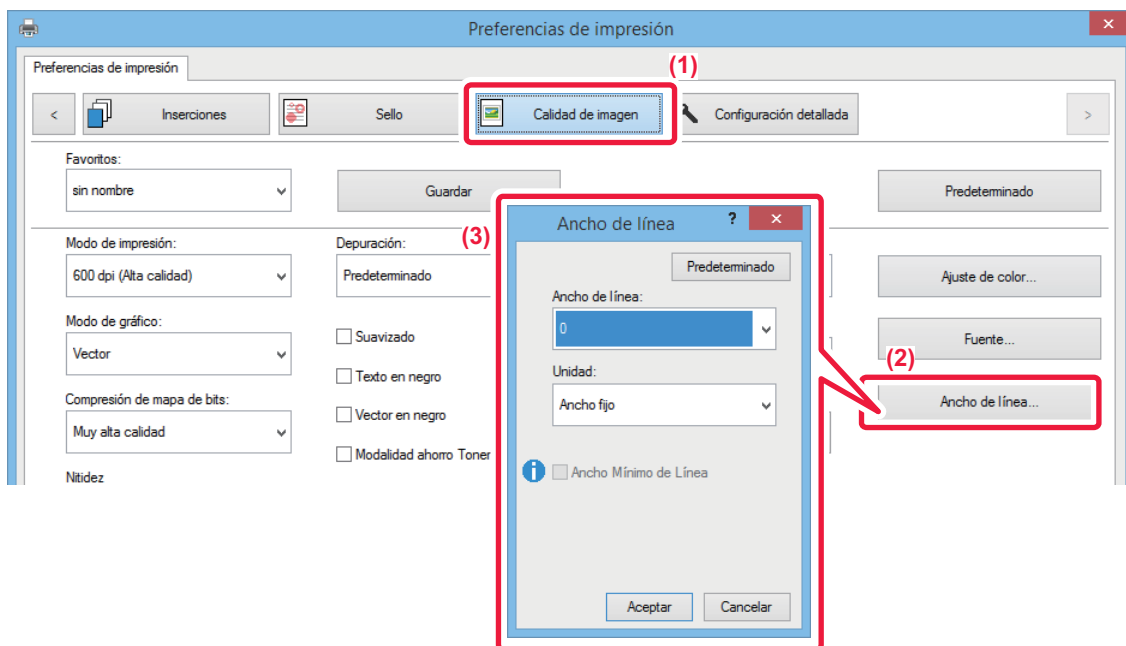 Preferencias de impresión
Preferencias de impresión
(1)
< Inserciones Sello Calidad de imagen Configuración detallada >
Favoritos:
sin nombre Guardar Predeterminado
Modo de impresión: Depuración:
600 dpi (Alta calidad) Predeterminado Ajuste de color...
Modo de gráfico:
Vector Suavizado Fuente...
Texto en negro
(2)
Compresión de mapa de bits:
Muy alta calidad Vector en negro Ancho de línea...
Modalidad ahorro Toner
Nitidez
(3)
Ancho de línea ?
Predeterminado
Ancho de línea:
0
Unidad:
Ancho fijo
i Ancho Mínimo de Línea
Aceptar Cancelar